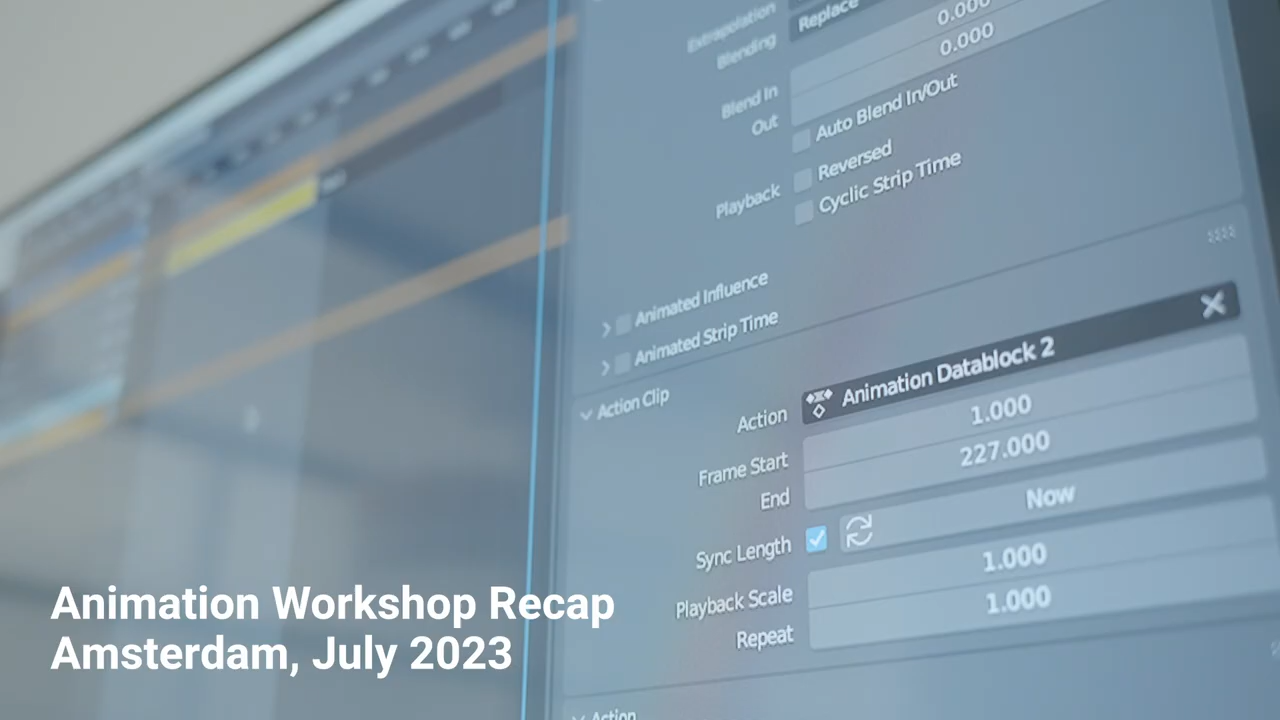 Extrapolation
Blending Replace
Blend In 0.000
Out 0.000
Auto Blend In/Out
Playback Reversed
Cyclic Strip Time
Animated Influence
Animated Strip Time
Action Clip
Action Animation Datablock 2
Frame Start 1.000
End 227.000
Sync Length Now
Playback Scale 1.000
Repeat 1.000
Action
Animation Workshop Recap
Amsterdam, July 2023